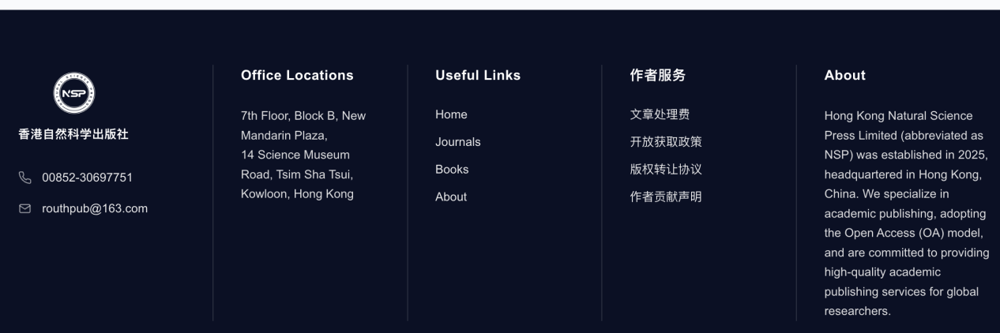 NSP
香港自然科学出版社
00852-30697751
routhpub@163.com
Office Locations
7th Floor, Block B, New
Mandarin Plaza,
14 Science Museum
Road, Tsim Sha Tsui,
Kowloon, Hong Kong
Useful Links
Home
Journals
Books
About
作者服务
文章处理费
开放获取政策
版权转让协议
作者贡献声明
About
Hong Kong Natural Science
Press Limited (abbreviated as
NSP) was established in 2025,
headquartered in Hong Kong,
China. We specialize in
academic publishing, adopting
the Open Access (OA) model,
and are committed to providing
high-quality academic
publishing services for global
researchers.